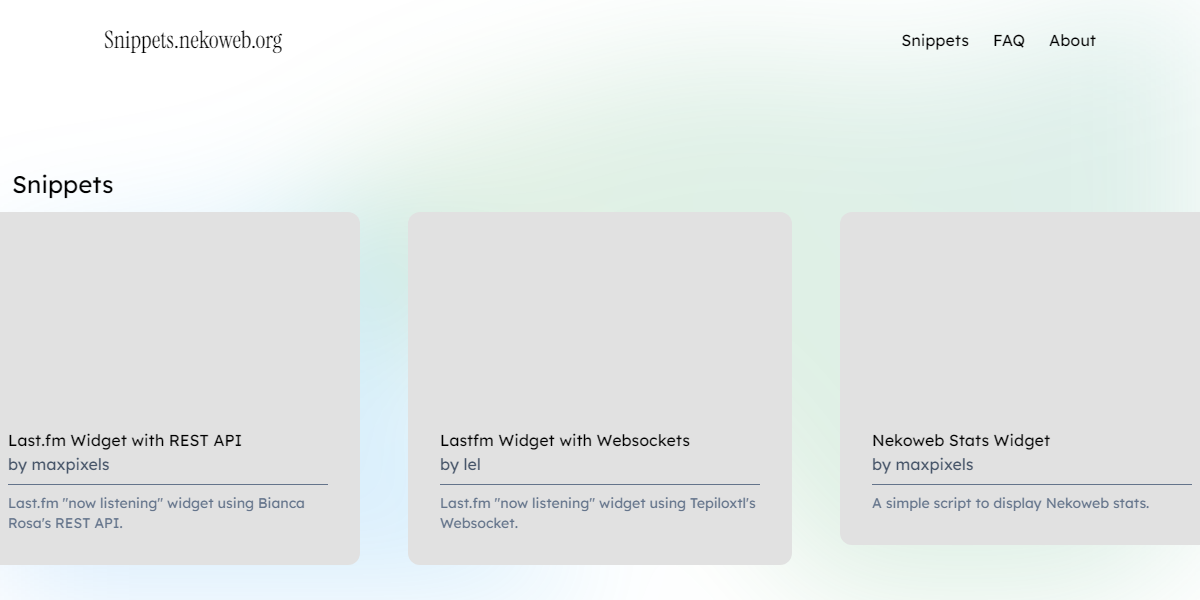 Snippets.nekoweb.org
Snippets FAQ About
Snippets
Last.fm Widget with REST API
by maxpixels
Last.fm "now listening" widget using Bianca
Rosa's REST API.
Lastfm Widget with Websockets
by lel
Last.fm "now listening" widget using Tepiloxtl's
Websocket.
Nekoweb Stats Widget
by maxpixels
A simple script to display Nekoweb stats.